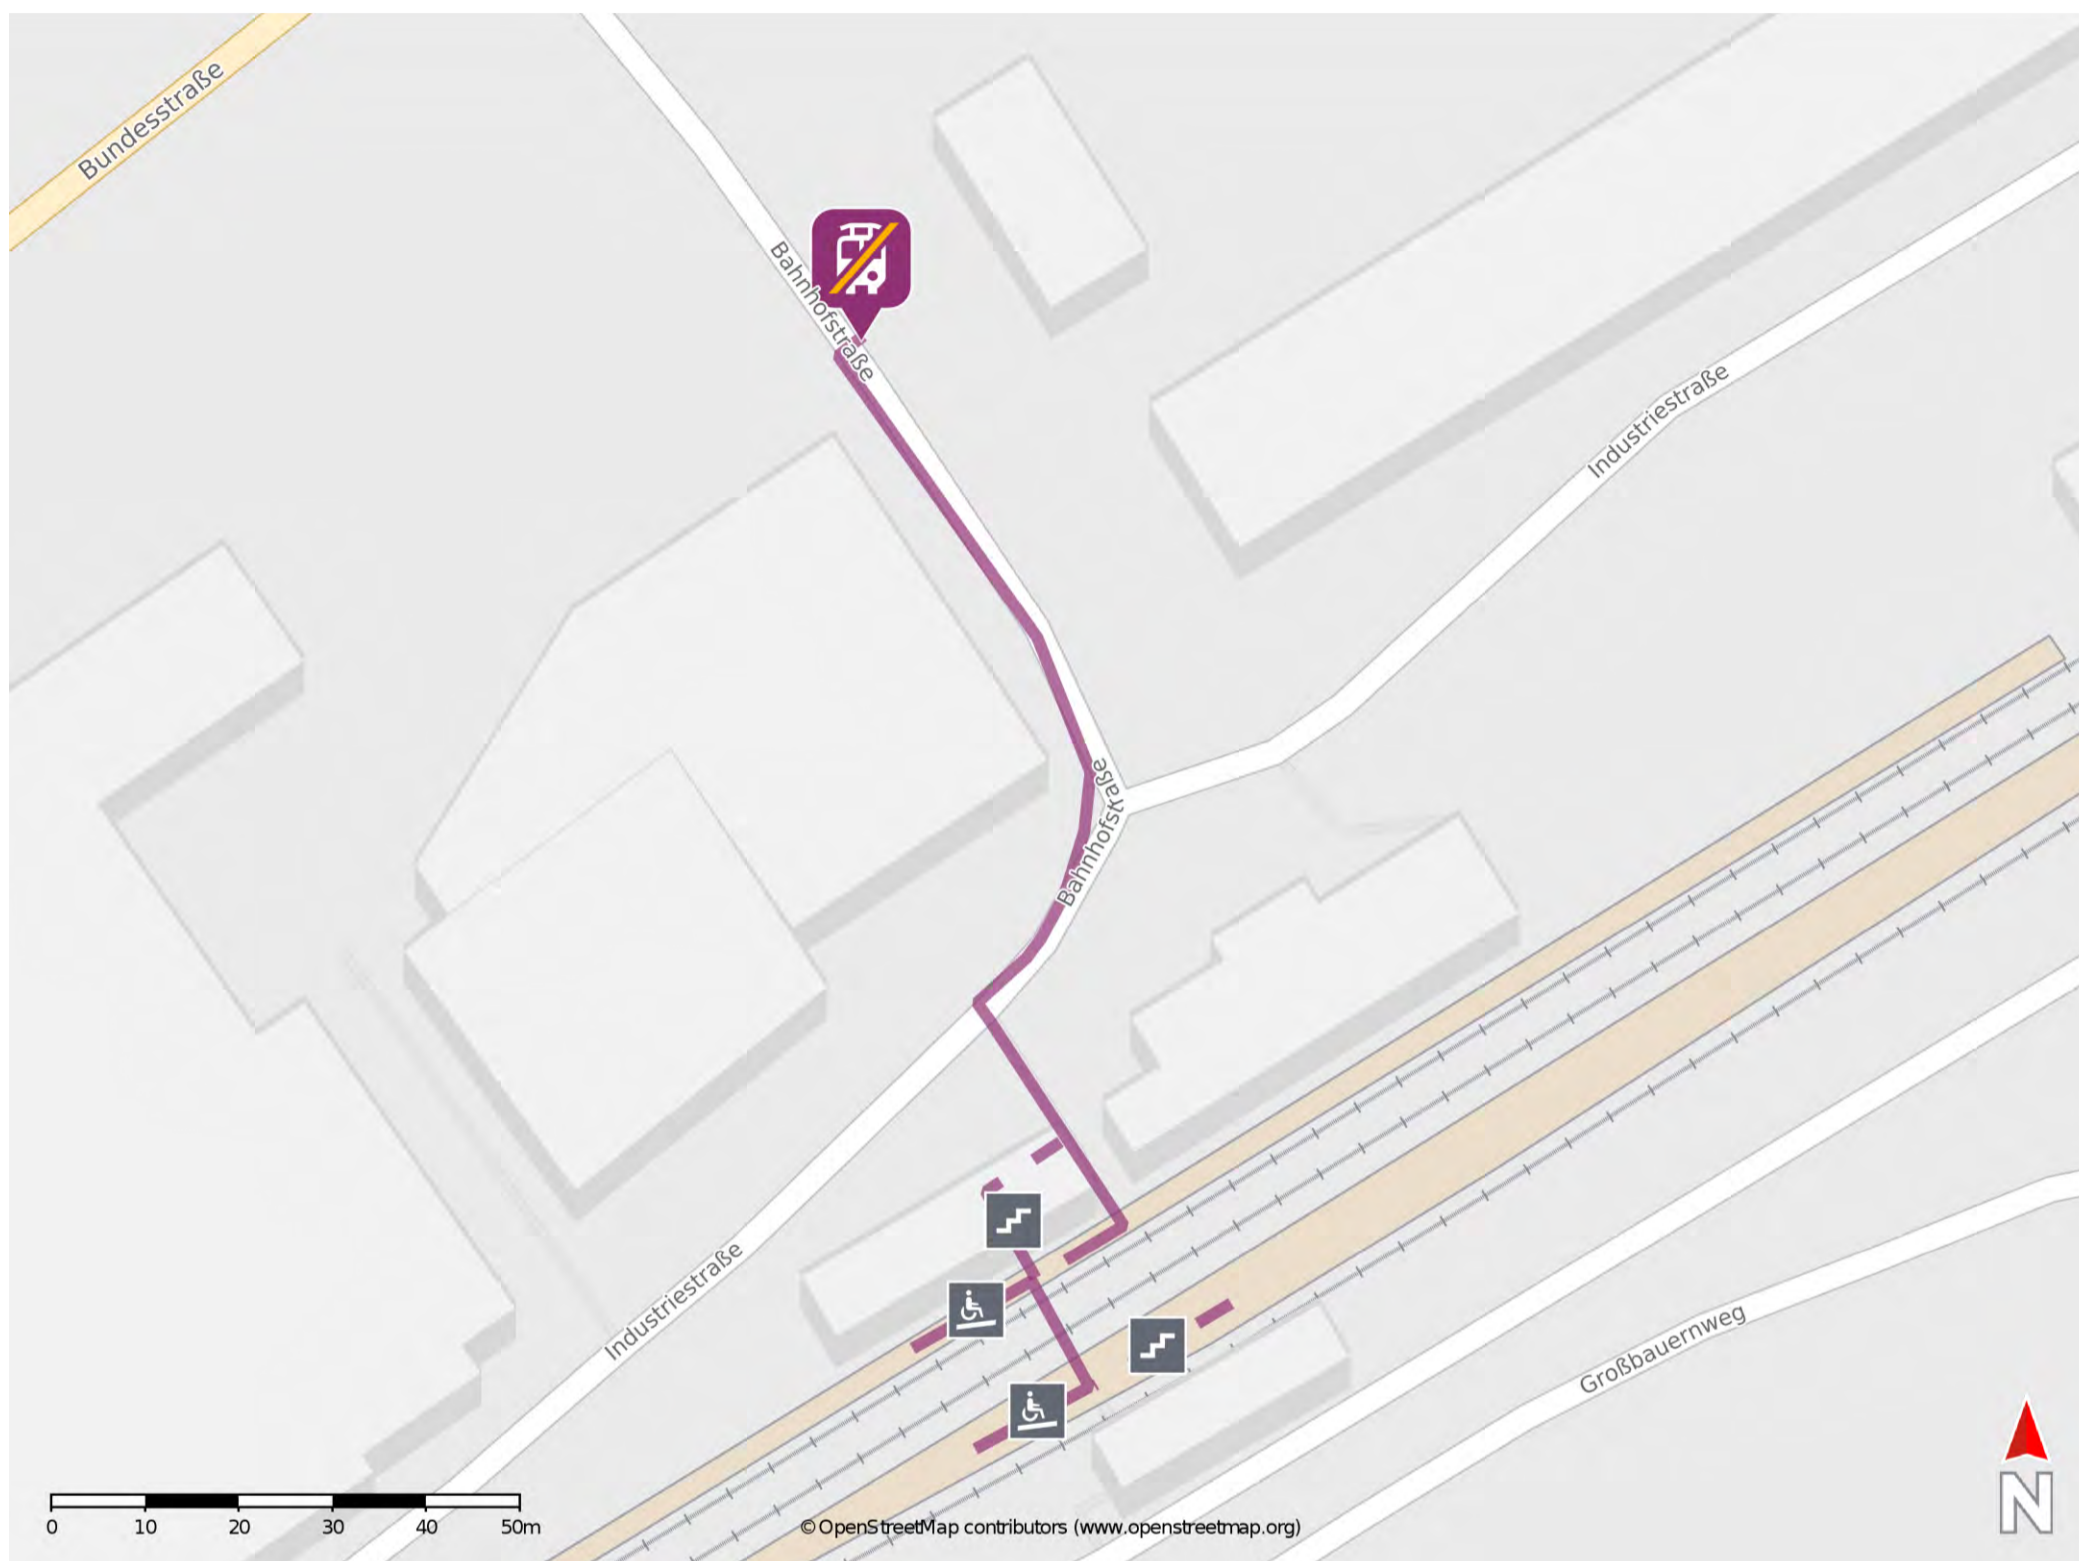 Bundesstraße
Bahnhofstraße
Industriestraße
Bahnhofstraße
Industriestraße
Großbauernweg
0 10 20 30 40 50m
© OpenStreetMap contributors (www.openstreetmap.org)
N